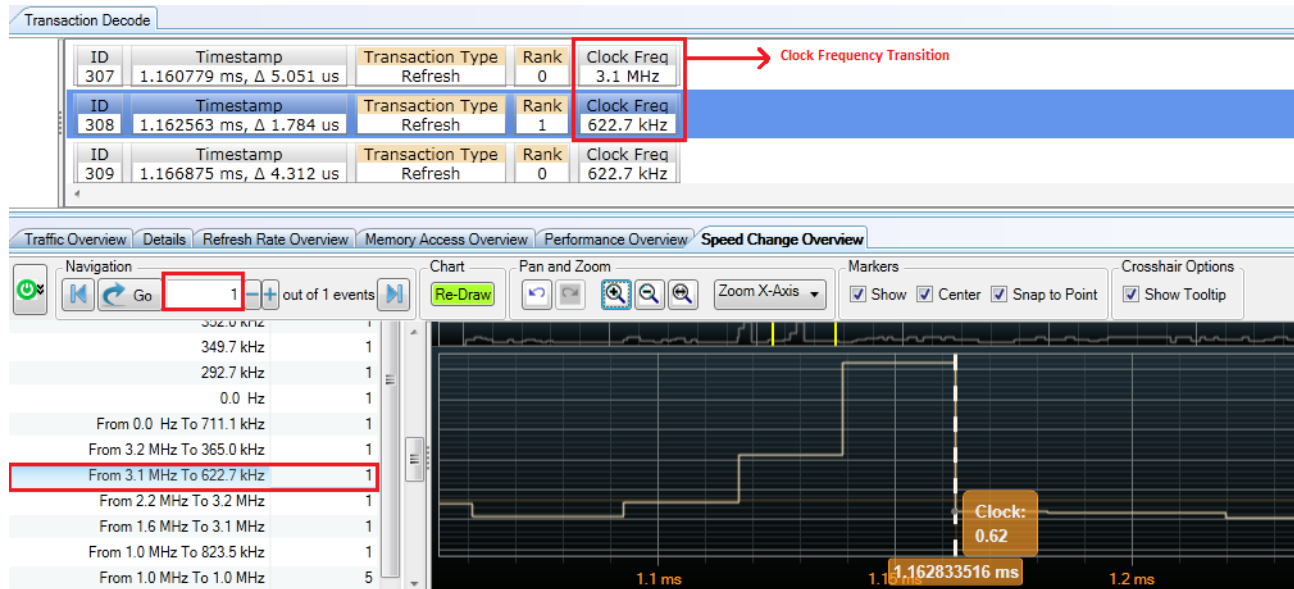 Transaction Decode
ID Timestamp Transaction Type Rank Clock Freq
307 1.160779 ms, Δ 5.051 us Refresh 0 3.1 MHz
Clock Frequency Transition
ID Timestamp Transaction Type Rank Clock Freq
308 1.162563 ms, Δ 1.784 us Refresh 1 622.7 kHz
ID Timestamp Transaction Type Rank Clock Freq
309 1.166875 ms, Δ 4.312 us Refresh 0 622.7 kHz
Traffic Overview Details Refresh Rate Overview Memory Access Overview Performance Overview Speed Change Overview
Navigation Chart Pan and Zoom Markers Crosshair Options
Go 1 out of 1 events Re-Draw Zoom X-Axis Show Center Snap to Point Show Tooltip
352.0 kHz 1
349.7 kHz 1
292.7 kHz 1
0.0 Hz 1
From 0.0 Hz To 711.1 kHz 1
From 3.2 MHz To 365.0 kHz 1
From 3.1 MHz To 622.7 kHz 1
From 2.2 MHz To 3.2 MHz 1
From 1.6 MHz To 3.1 MHz 1
From 1.0 MHz To 823.5 kHz 1
From 1.0 MHz To 1.0 MHz 5
Clock:
0.62
1.162833516 ms
1.1 ms 1.2 ms